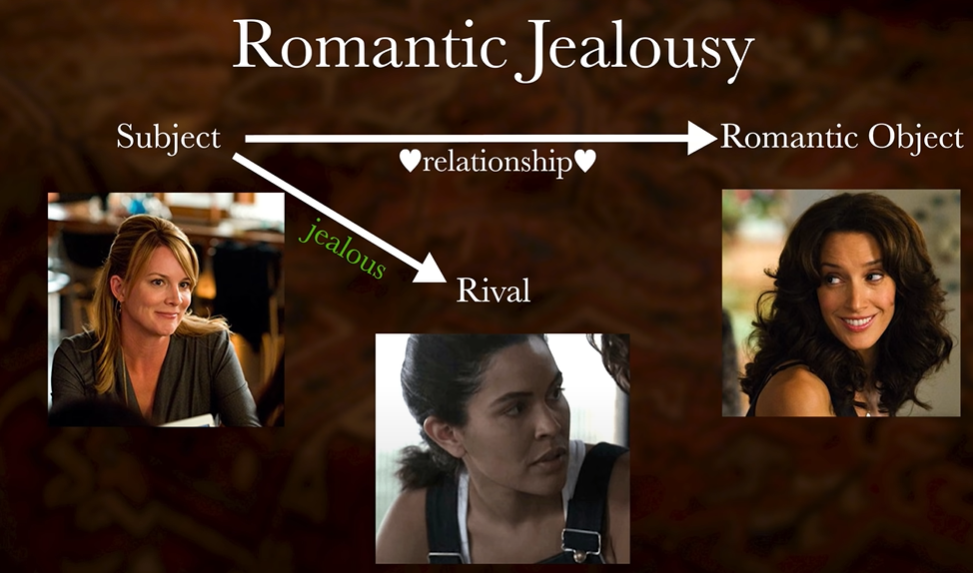 Romantic Jealousy
Subject
Romantic Object
♥relationship♥
jealous
Rival